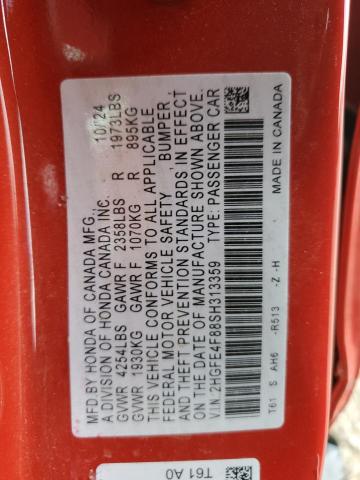 MFD BY HONDA OF CANADA MFG., 10/24
A DIVISION OF HONDA CANADA INC.
GVWR 4254LBS GAWR F 2358LBS R 1973LBS
GVWR 1930KG GAWR F 1070KG R 895KG
THIS VEHICLE CONFORMS TO ALL APPLICABLE
FEDERAL MOTOR VEHICLE SAFETY, BUMPER,
AND THEFT PREVENTION STANDARDS IN EFFECT
ON THE DATE OF MANUFACTURE SHOWN ABOVE.
V.I.N. 2HGFE4F88SH313359 TYPE: PASSENGER CAR
T61 S AH6 -R513 -Z -H MADE IN CANADA
T61 A0